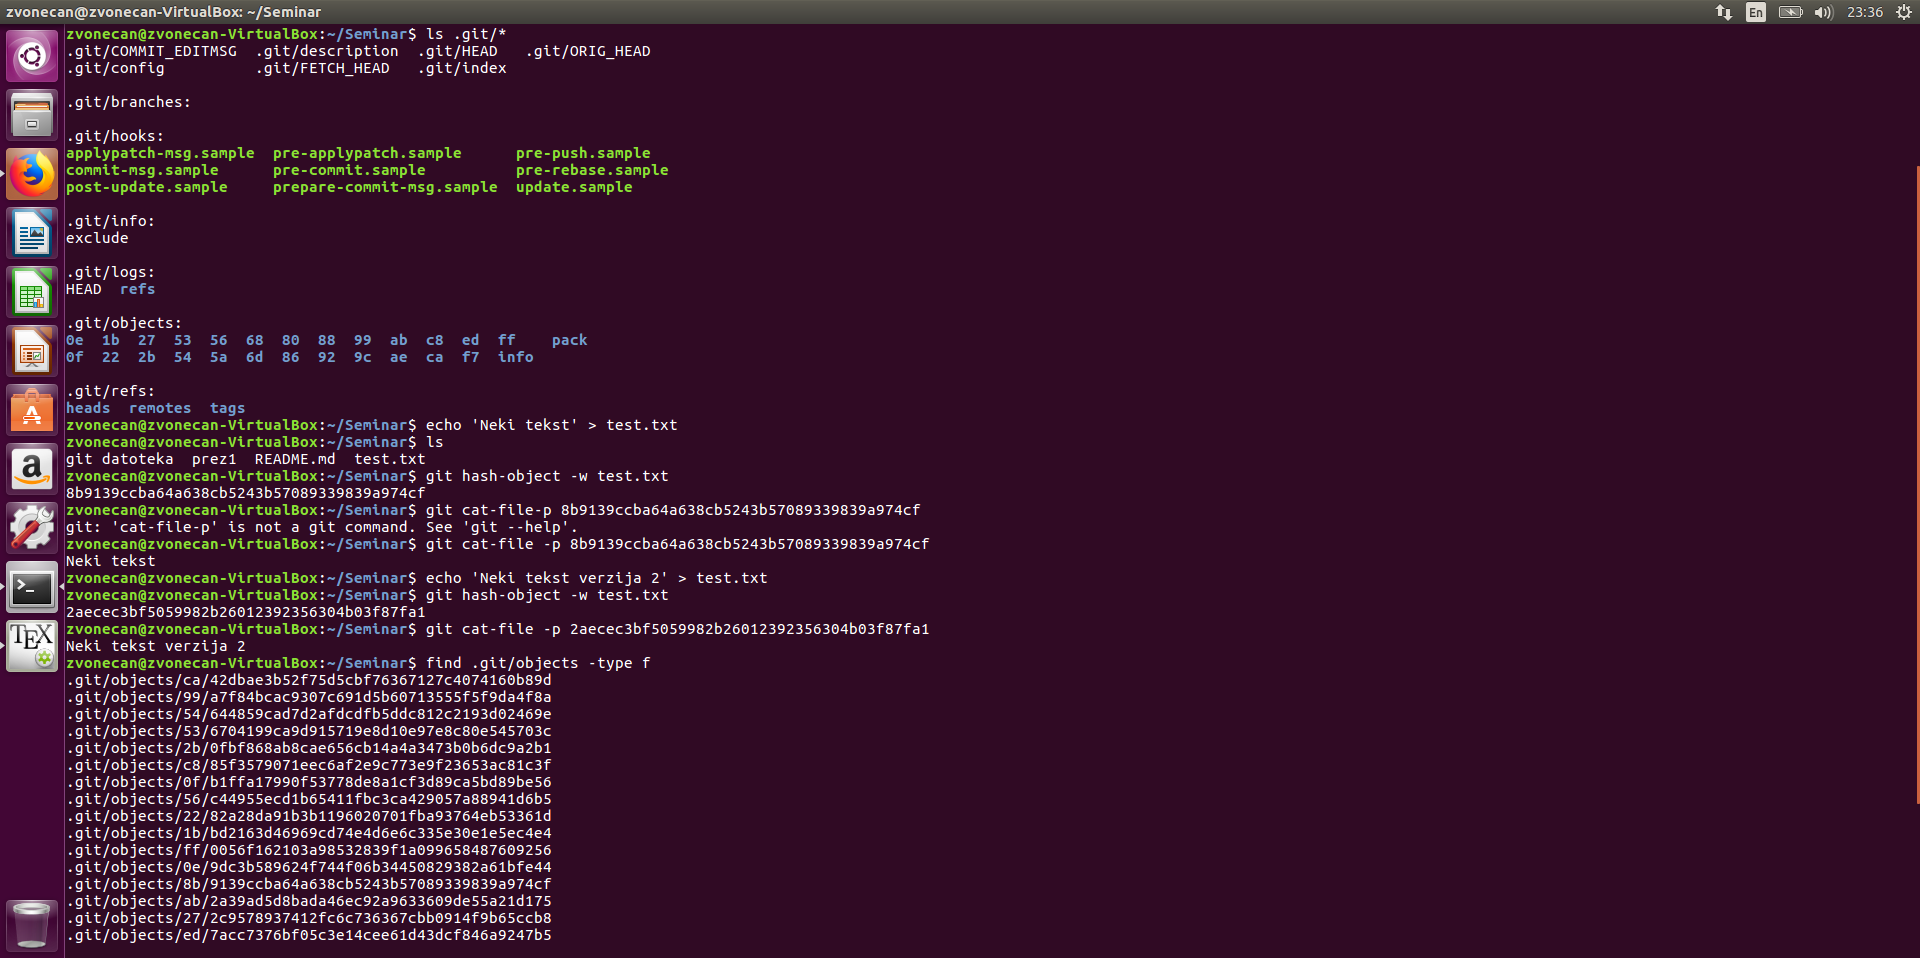 zvonecan@zvonecan-VirtualBox: ~/Seminar
En
23:36
zvonecan@zvonecan-VirtualBox:~/Seminar$ ls .git/*
.git/COMMIT_EDITMSG  .git/description  .git/HEAD   .git/ORIG_HEAD
.git/config          .git/FETCH_HEAD   .git/index
.git/branches:
.git/hooks:
applypatch-msg.sample  pre-applypatch.sample      pre-push.sample
commit-msg.sample      pre-commit.sample          pre-rebase.sample
post-update.sample     prepare-commit-msg.sample  update.sample
.git/info:
exclude
.git/logs:
HEAD  refs
.git/objects:
0e  1b  27  53  56  68  80  88  99  ab  c8  ed  ff    pack
0f  22  2b  54  5a  6d  86  92  9c  ae  ca  f7  info
.git/refs:
heads  remotes  tags
zvonecan@zvonecan-VirtualBox:~/Seminar$ echo 'Neki tekst' > test.txt
zvonecan@zvonecan-VirtualBox:~/Seminar$ ls
git datoteka  prez1  README.md  test.txt
zvonecan@zvonecan-VirtualBox:~/Seminar$ git hash-object -w test.txt
8b9139ccba64a638cb5243b57089339839a974cf
zvonecan@zvonecan-VirtualBox:~/Seminar$ git cat-file-p 8b9139ccba64a638cb5243b57089339839a974cf
git: 'cat-file-p' is not a git command. See 'git --help'.
zvonecan@zvonecan-VirtualBox:~/Seminar$ git cat-file -p 8b9139ccba64a638cb5243b57089339839a974cf
Neki tekst
zvonecan@zvonecan-VirtualBox:~/Seminar$ echo 'Neki tekst verzija 2' > test.txt
zvonecan@zvonecan-VirtualBox:~/Seminar$ git hash-object -w test.txt
2aecec3bf5059982b26012392356304b03f87fa1
zvonecan@zvonecan-VirtualBox:~/Seminar$ git cat-file -p 2aecec3bf5059982b26012392356304b03f87fa1
Neki tekst verzija 2
zvonecan@zvonecan-VirtualBox:~/Seminar$ find .git/objects -type f
.git/objects/ca/42dbae3b52f75d5cbf76367127c4074160b89d
.git/objects/99/a7f84bcac9307c691d5b60713555f5f9da4f8a
.git/objects/54/644859cad7d2afdcdfb5ddc812c2193d02469e
.git/objects/53/6704199ca9d915719e8d10e97e8c80e545703c
.git/objects/2b/0fbf868ab8cae656cb14a4a3473b0b6dc9a2b1
.git/objects/c8/85f3579071eec6af2e9c773e9f23653ac81c3f
.git/objects/0f/b1ffa17990f53778de8a1cf3d89ca5bd89be56
.git/objects/56/c44955ecd1b65411fbc3ca429057a88941d6b5
.git/objects/22/82a28da91b3b1196020701fba93764eb53361d
.git/objects/1b/bd2163d46969cd74e4d6e6c335e30e1e5ec4e4
.git/objects/ff/0056f162103a98532839f1a099658487609256
.git/objects/0e/9dc3b589624f744f06b34450829382a61bfe44
.git/objects/8b/9139ccba64a638cb5243b57089339839a974cf
.git/objects/ab/2a39ad5d8bada46ec92a9633609de55a21d175
.git/objects/27/2c9578937412fc6c736367cbb0914f9b65ccb8
.git/objects/ed/7acc7376bf05c3e14cee61d43dcf846a9247b5
A
a
>_
TEX